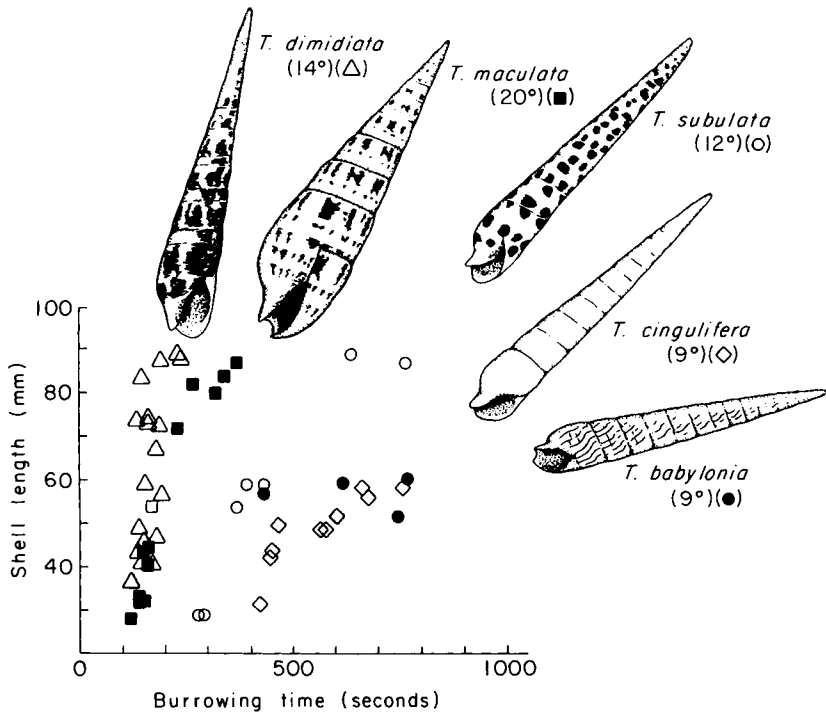 T. dimidiata
(14°)(△)
T. maculata
(20°)(■)
T. subulata
(12°)(○)
T. cingulifera
(9°)(◇)
T. babylonia
(9°)(●)
Shell length (mm)
100
80
60
40
0
500
1000
Burrowing time (seconds)